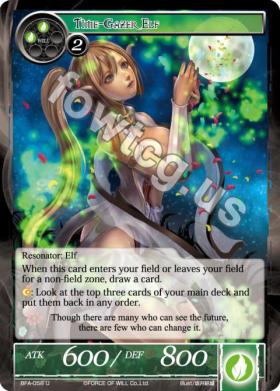 TIME-GAZER ELF
WILL
2
fowtcg.us
Resonator: Elf
When this card enters your field or leaves your field
for a non-field zone, draw a card.
: Look at the top three cards of your main deck and
put them back in any order.
Though there are many who can see the future,
there are few who can change it.
ATK 600/ DEF 800
BFA-058 U ©FORCE OF WILL Co.,Ltd.